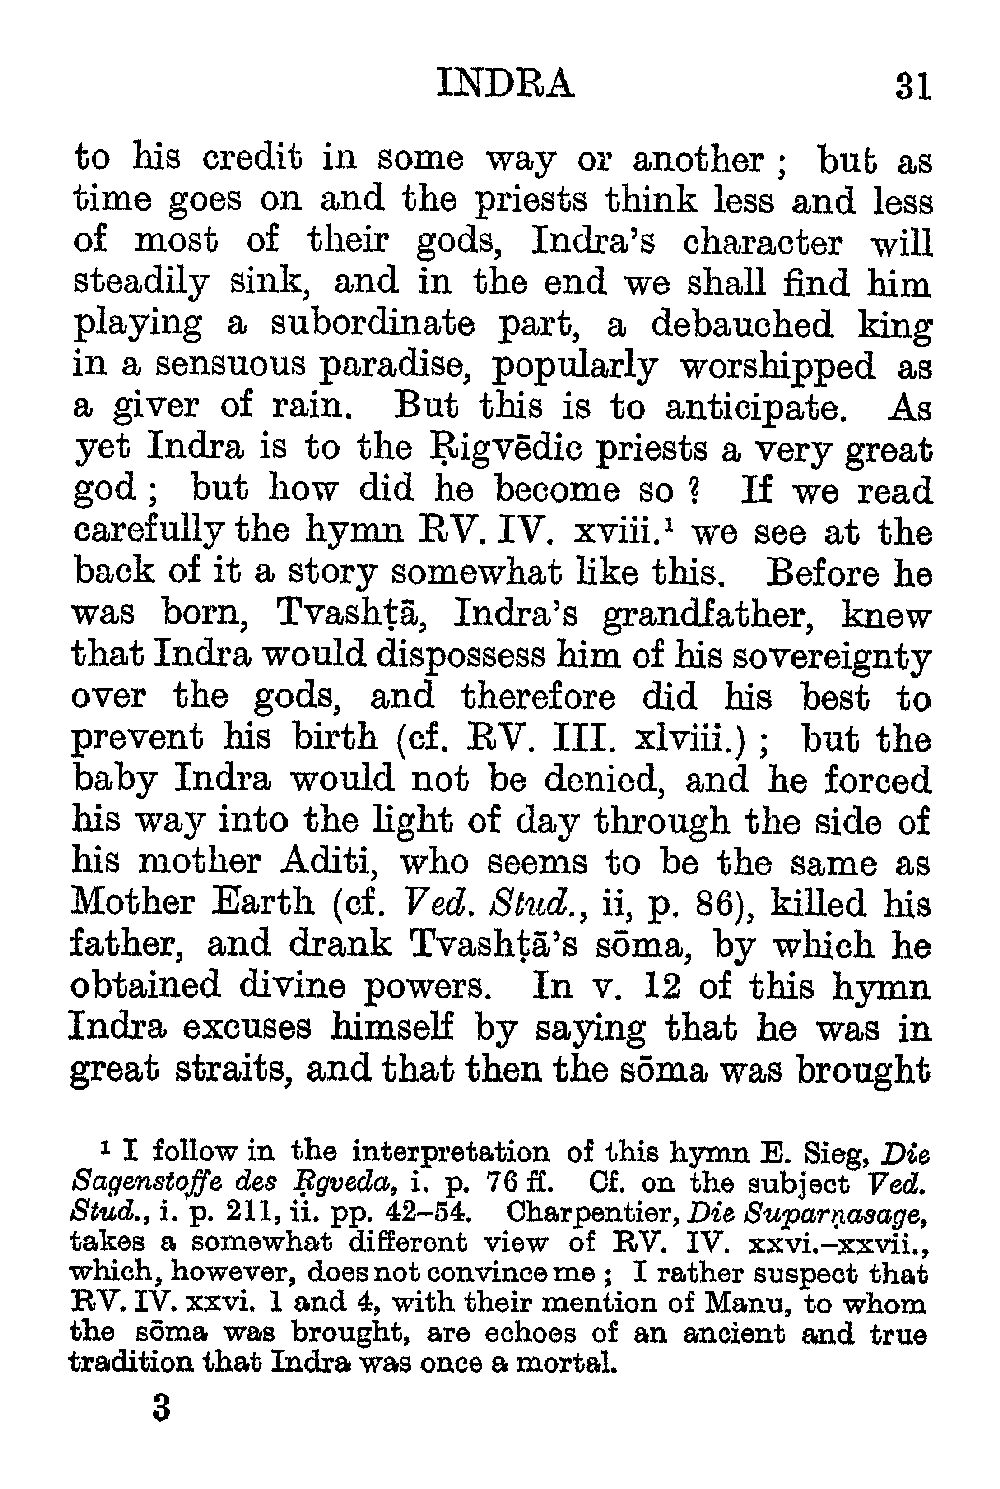 INDRA 31
to his credit in some way or another ; but as
time goes on and the priests think less and less
of most of their gods, Indra's character will
steadily sink, and in the end we shall find him
playing a subordinate part, a debauched king
in a sensuous paradise, popularly worshipped as
a giver of rain. But this is to anticipate. As
yet Indra is to the Ṛigvēdic priests a very great
god ; but how did he become so ? If we read
carefully the hymn RV. IV. xviii.¹ we see at the
back of it a story somewhat like this. Before he
was born, Tvashṭā, Indra's grandfather, knew
that Indra would dispossess him of his sovereignty
over the gods, and therefore did his best to
prevent his birth (cf. RV. III. xlviii.) ; but the
baby Indra would not be denied, and he forced
his way into the light of day through the side of
his mother Aditi, who seems to be the same as
Mother Earth (cf. Ved. Stud., ii, p. 86), killed his
father, and drank Tvashṭā's sōma, by which he
obtained divine powers. In v. 12 of this hymn
Indra excuses himself by saying that he was in
great straits, and that then the sōma was brought
¹ I follow in the interpretation of this hymn E. Sieg, Die
Sagenstoffe des Ṛgveda, i. p. 76 ff. Cf. on the subject Ved.
Stud., i. p. 211, ii. pp. 42–54. Charpentier, Die Suparṇasage,
takes a somewhat different view of RV. IV. xxvi.–xxvii.,
which, however, does not convince me ; I rather suspect that
RV. IV. xxvi. 1 and 4, with their mention of Manu, to whom
the sōma was brought, are echoes of an ancient and true
tradition that Indra was once a mortal.
3